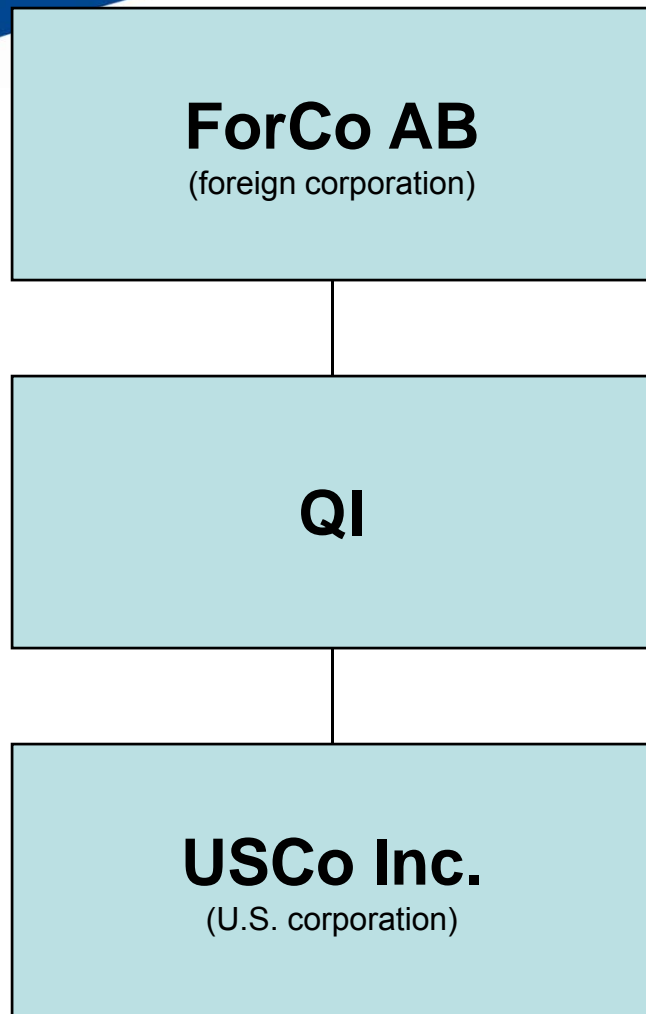 ForCo AB
(foreign corporation)
QI
USCo Inc.
(U.S. corporation)